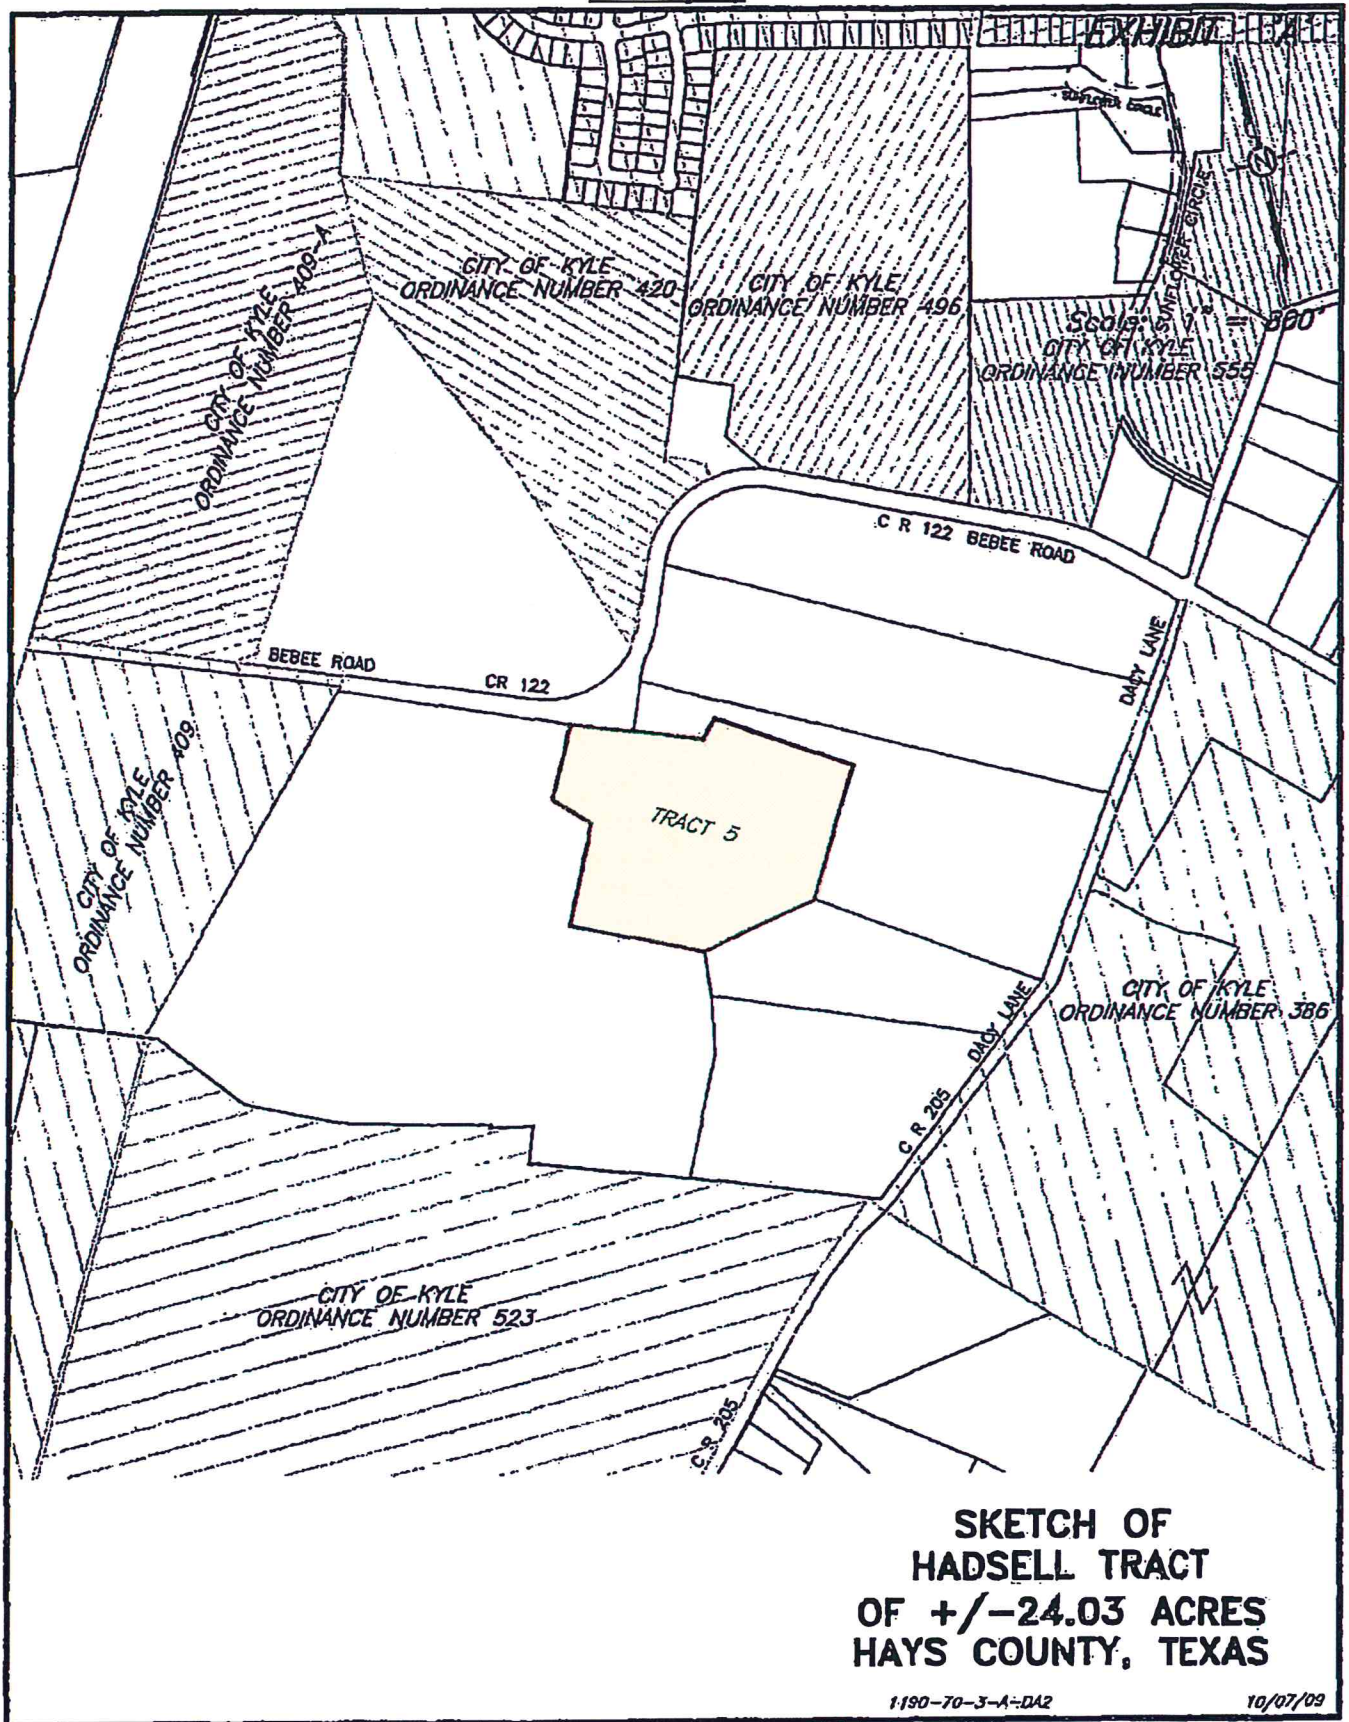 EXHIBIT "A"
SUNFLOWER CIRCLE
CITY OF KYLE
ORDINANCE NUMBER 409-A
CITY OF KYLE
ORDINANCE NUMBER 420
CITY OF KYLE
ORDINANCE NUMBER 496
Scale: 1" = 800'
CITY OF KYLE
ORDINANCE NUMBER 555
C R 122 BEBEE ROAD
BEBEE ROAD
CR 122
DACY LANE
CITY OF KYLE
ORDINANCE NUMBER 409
TRACT 5
CITY OF KYLE
ORDINANCE NUMBER 386
DACY LANE
C R 205
CITY OF KYLE
ORDINANCE NUMBER 523
C R 205
SKETCH OF
HADSELL TRACT
OF +/-24.03 ACRES
HAYS COUNTY, TEXAS
1190-70-3-A-DA2
10/07/09